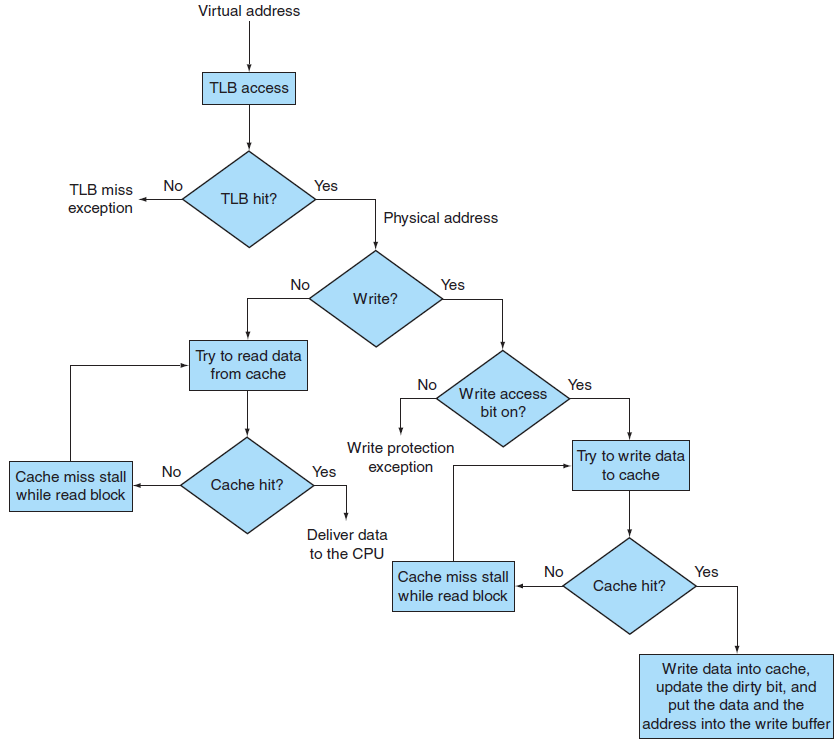 Virtual address
TLB access
TLB hit?
No
Yes
TLB miss
exception
Physical address
Write?
No
Yes
Try to read data
from cache
Write access
bit on?
No
Yes
Write protection
exception
Try to write data
to cache
Cache hit?
No
Yes
Cache miss stall
while read block
Deliver data
to the CPU
Cache hit?
No
Yes
Cache miss stall
while read block
Write data into cache,
update the dirty bit, and
put the data and the
address into the write buffer